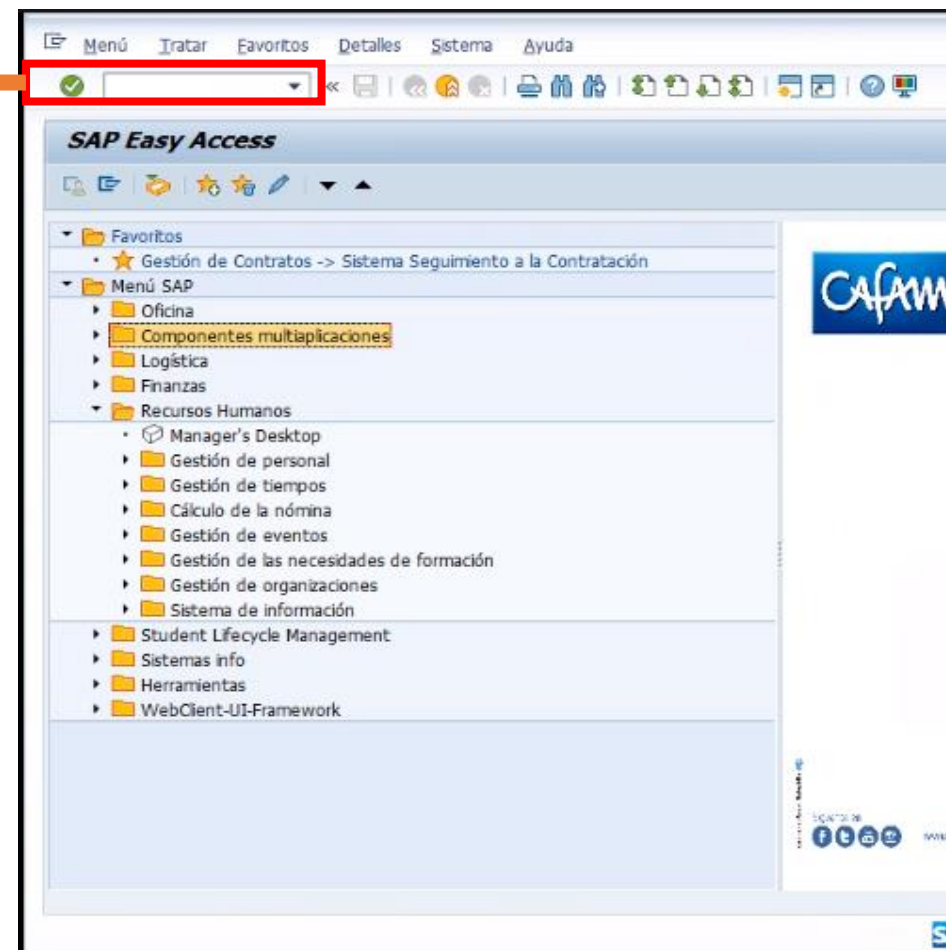 Menú Tratar Favoritos Detalles Sistema Ayuda
SAP Easy Access
Favoritos
Gestión de Contratos -> Sistema Seguimiento a la Contratación
Menú SAP
Oficina
Componentes multiaplicaciones
Logística
Finanzas
Recursos Humanos
Manager's Desktop
Gestión de personal
Gestión de tiempos
Cálculo de la nómina
Gestión de eventos
Gestión de las necesidades de formación
Gestión de organizaciones
Sistema de información
Student Lifecycle Management
Sistemas info
Herramientas
WebClient-UI-Framework